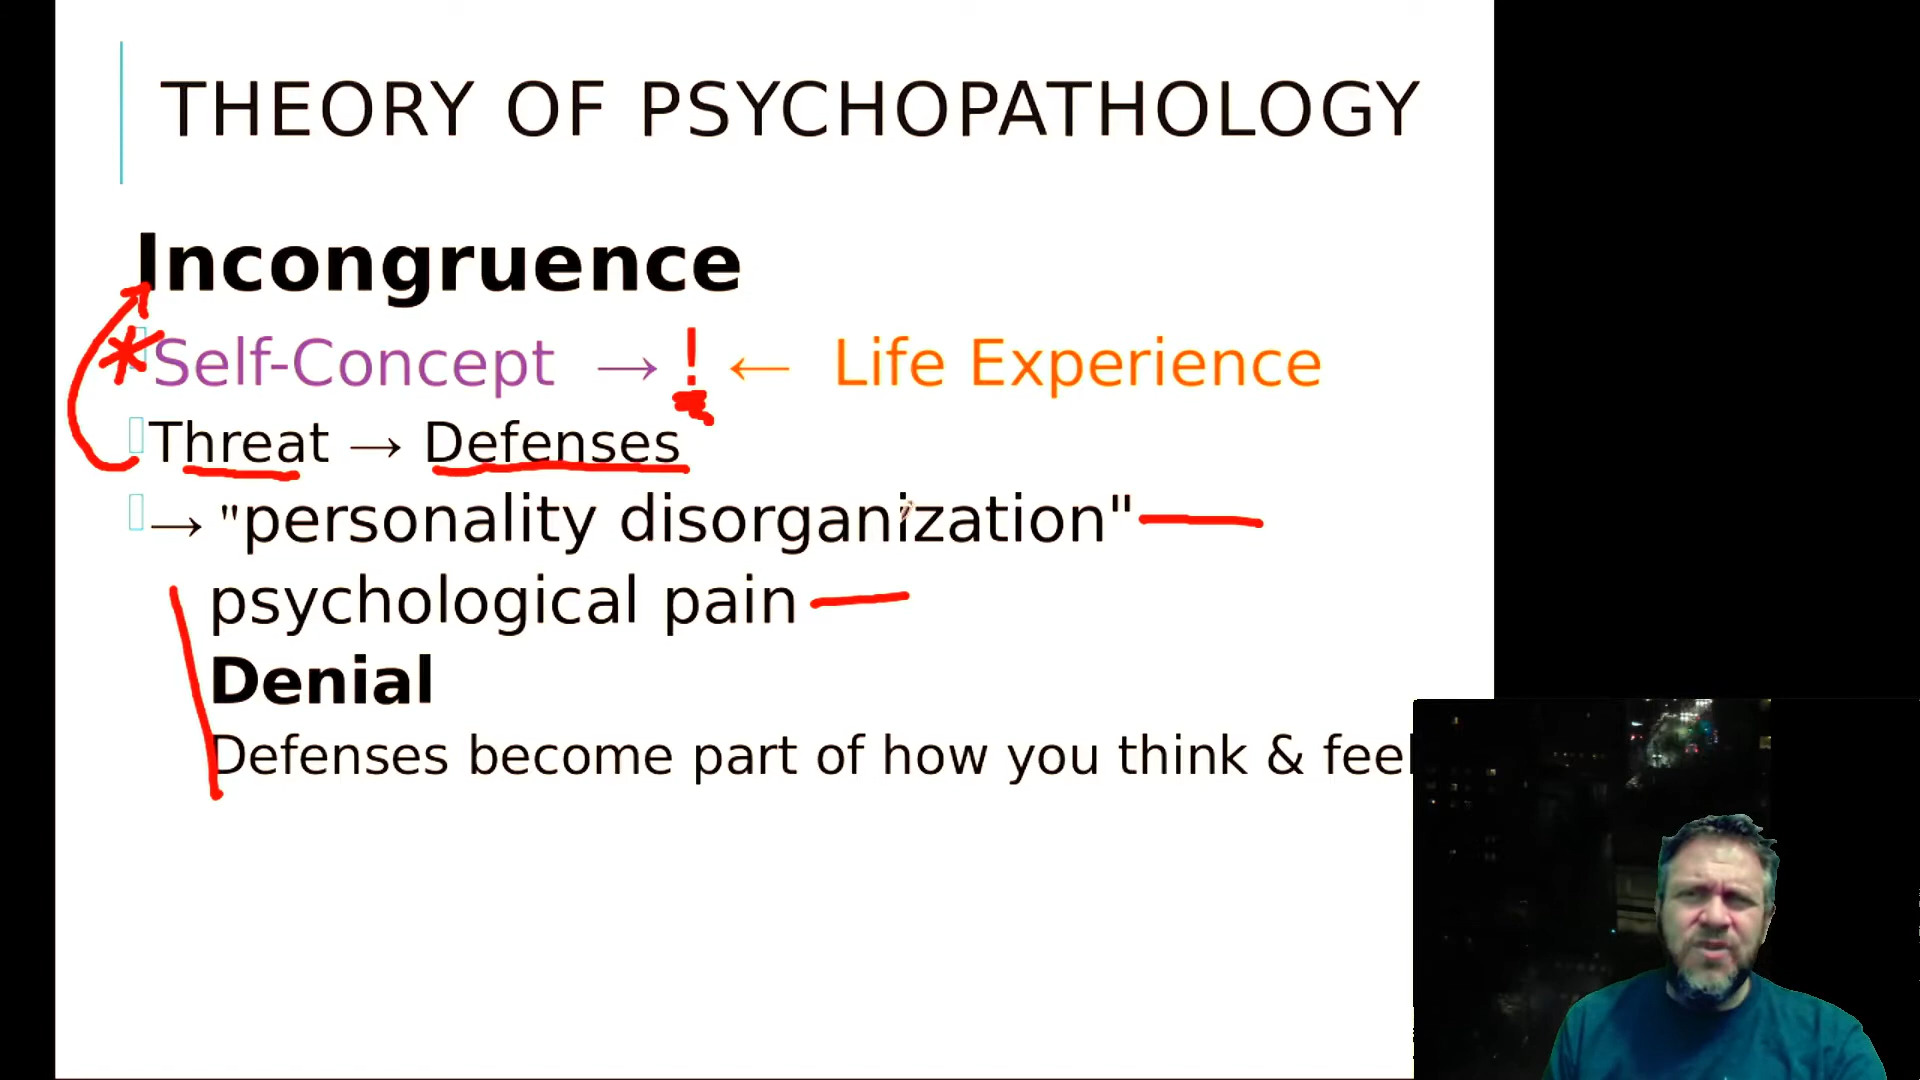 THEORY OF PSYCHOPATHOLOGY
Incongruence
*Self-Concept → ! ← Life Experience
Threat → Defenses
→ "personality disorganization"
psychological pain
Denial
Defenses become part of how you think & feel